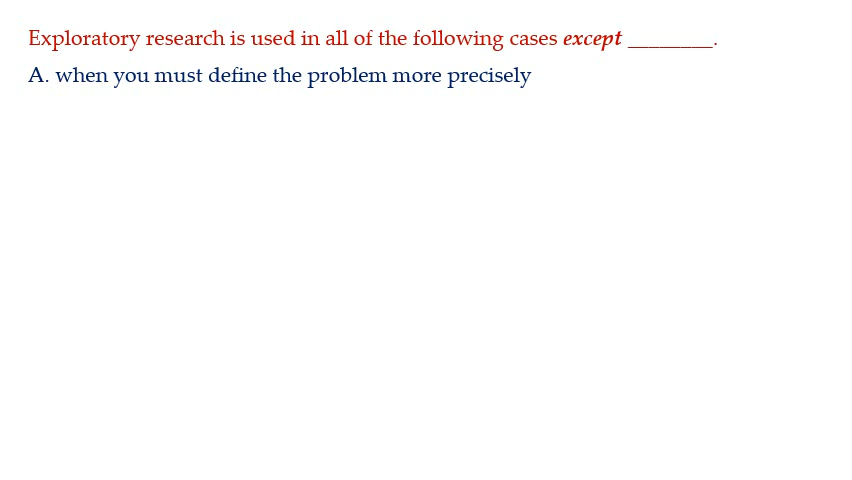 Exploratory research is used in all of the following cases except ________.
A. when you must define the problem more precisely